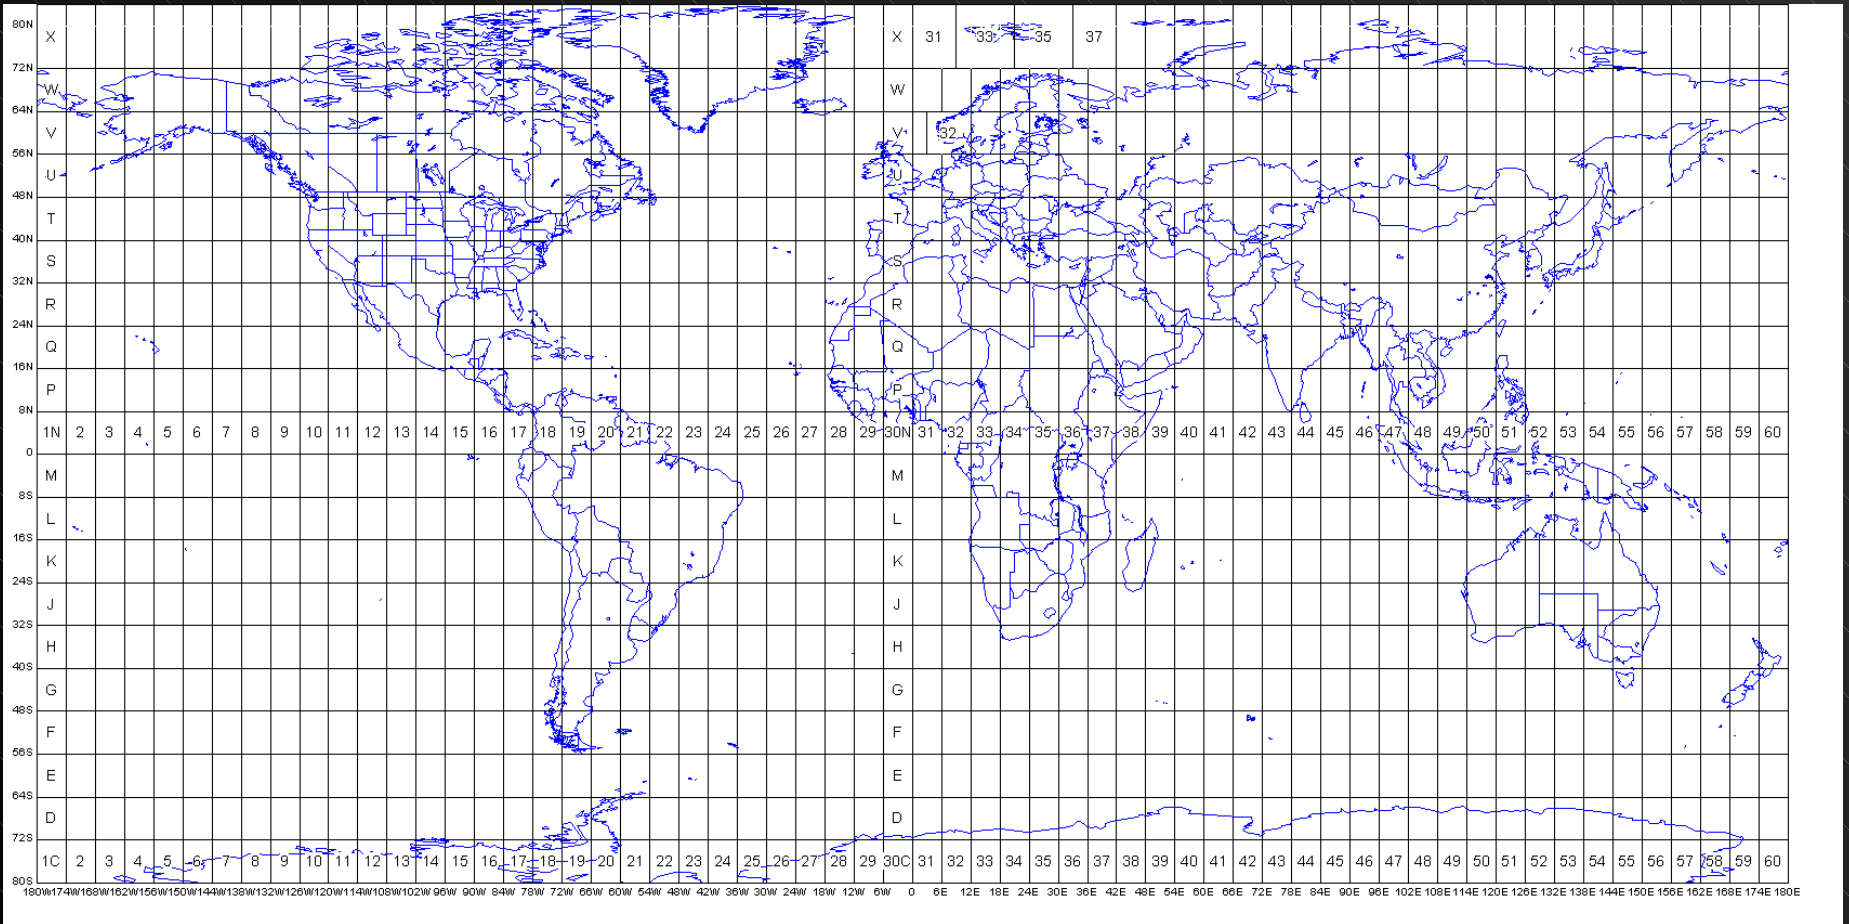 80N
X X 31 33 35 37
72N
W W
64N
V V 32
56N
U U
48N
T T
40N
S S
32N
R R
24N
Q Q
16N
P P
8N
1N 2 3 4 5 6 7 8 9 10 11 12 13 14 15 16 17 18 19 20 21 22 23 24 25 26 27 28 29 30N 31 32 33 34 35 36 37 38 39 40 41 42 43 44 45 46 47 48 49 50 51 52 53 54 55 56 57 58 59 60
0
M M
8S
L L
16S
K K
24S
J J
32S
H H
40S
G G
48S
F F
56S
E E
64S
D D
72S
1C 2 3 4 5 6 7 8 9 10 11 12 13 14 15 16 17 18 19 20 21 22 23 24 25 26 27 28 29 30C 31 32 33 34 35 36 37 38 39 40 41 42 43 44 45 46 47 48 49 50 51 52 53 54 55 56 57 58 59 60
80S
180W 174W 168W 162W 156W 150W 144W 138W 132W 126W 120W 114W 108W 102W 96W 90W 84W 78W 72W 66W 60W 54W 48W 42W 36W 30W 24W 18W 12W 6W 0 6E 12E 18E 24E 30E 36E 42E 48E 54E 60E 66E 72E 78E 84E 90E 96E 102E 108E 114E 120E 126E 132E 138E 144E 150E 156E 162E 168E 174E 180E